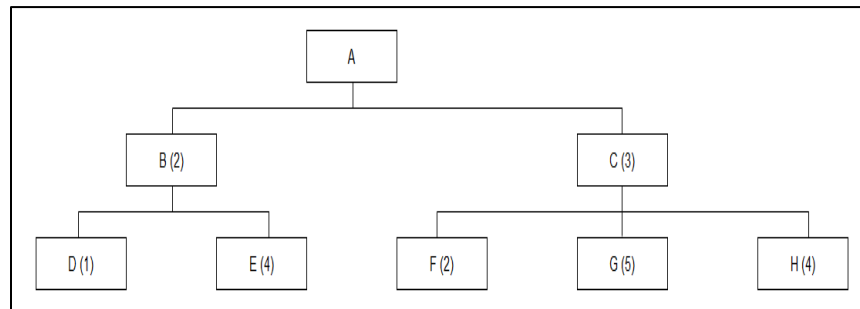 A
B (2)
C (3)
D (1)
E (4)
F (2)
G (5)
H (4)